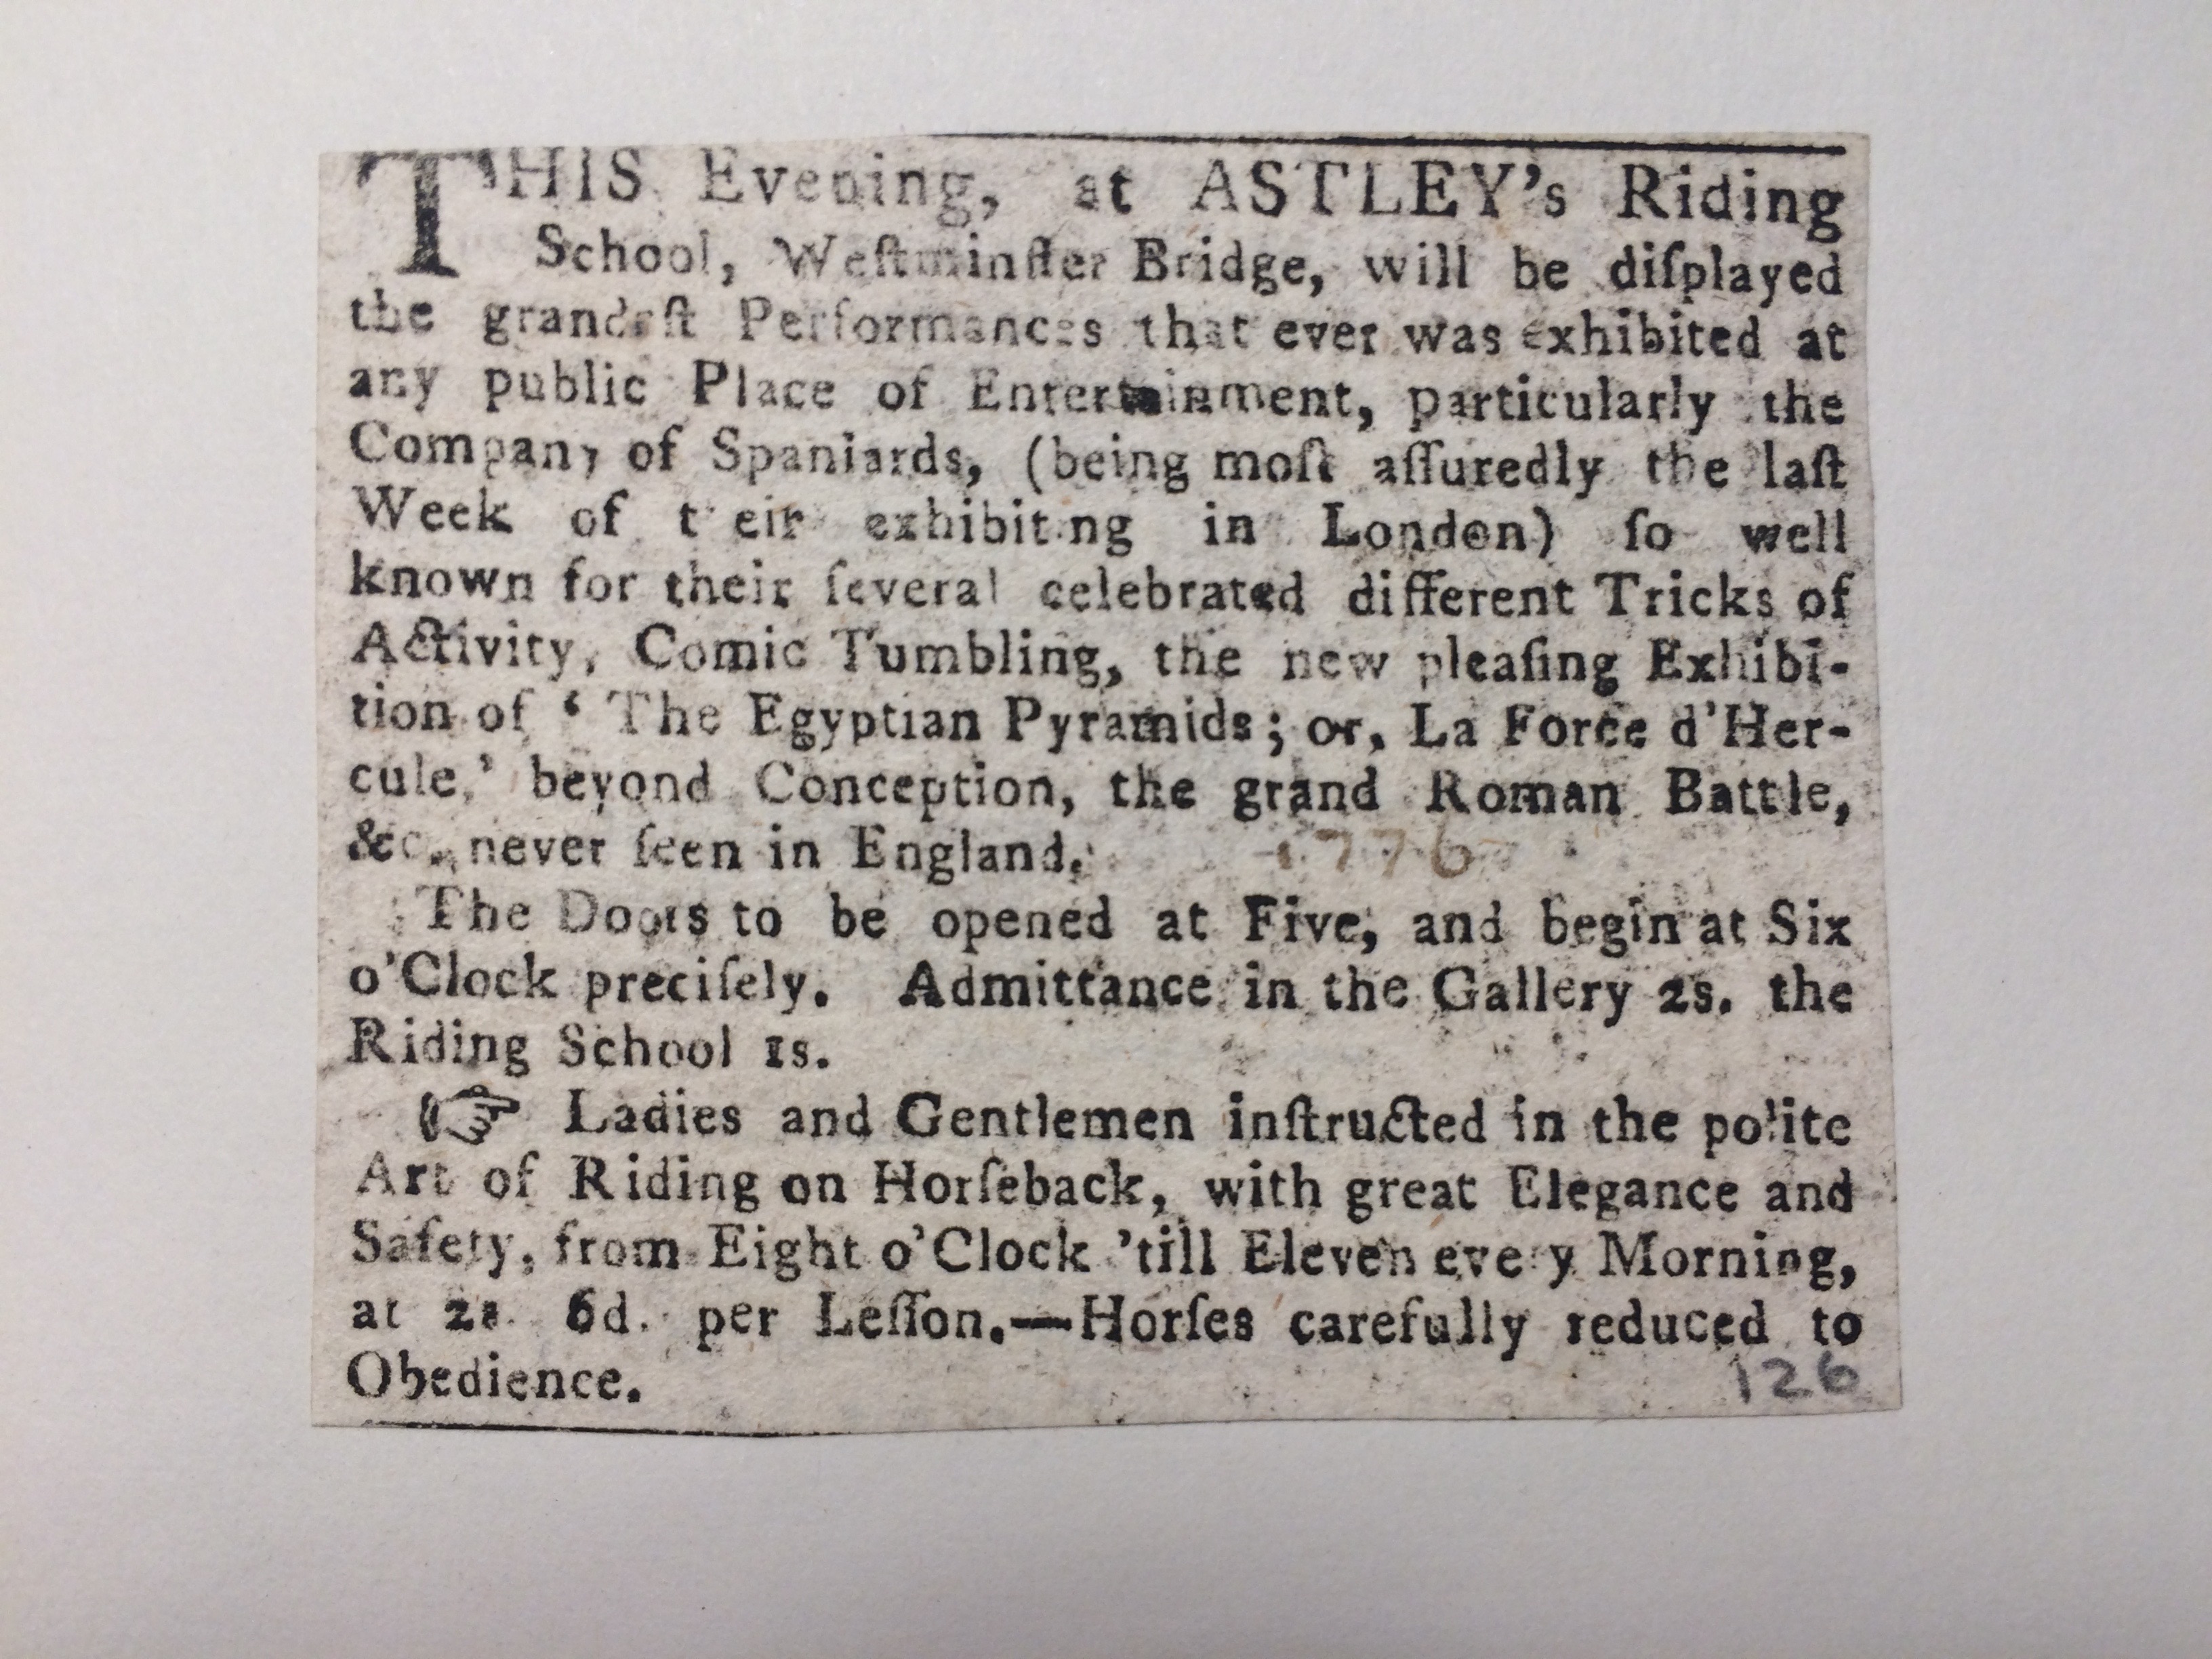 THIS Evening, at ASTLEY's Riding
School, Weſtminſter Bridge, will be diſplayed
the grandeſt Performances that ever was exhibited at
any public Place of Entertainment, particularly the
Company of Spaniards, (being moſt aſſuredly the laſt
Week of t eir exhibiting in London) ſo well
known for their ſeveral celebrated different Tricks of
Activity, Comic Tumbling, the new pleaſing Exhibi-
tion of ‘ The Egyptian Pyramids; or, La Force d'Her-
cule,’ beyond Conception, the grand Roman Battle,
&c. never ſeen in England.
1776
The Doors to be opened at Five, and begin at Six
o'Clock preciſely. Admittance in the Gallery 2s. the
Riding School 1s.
☞ Ladies and Gentlemen inſtructed in the polite
Art of Riding on Horſeback, with great Elegance and
Safety, from Eight o'Clock 'till Eleven eve y Morning,
at 2s. 6d. per Leſſon.—Horſes carefully reduced to
Obedience.
126